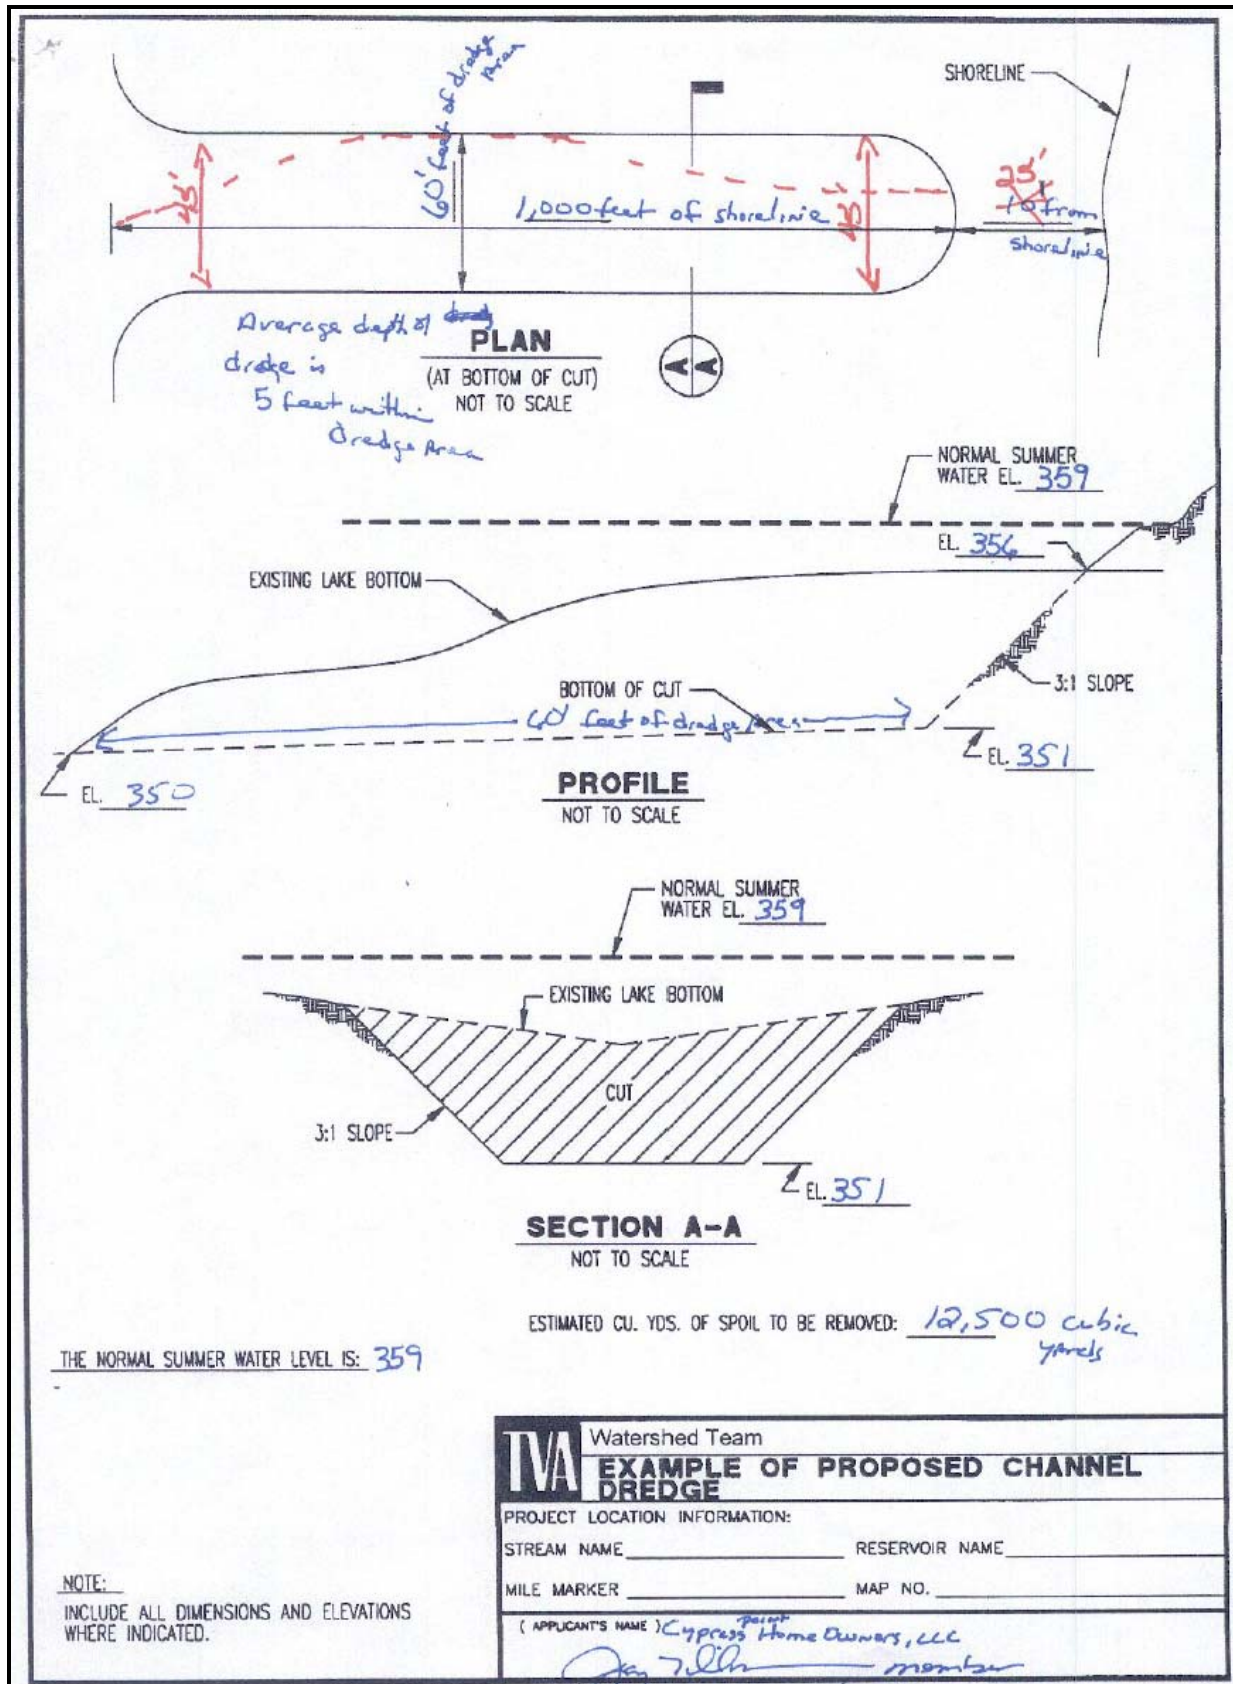 60' feet of dredge
Area
SHORELINE
45'
1,000 feet of shoreline
45'
25'
10' from
shoreline
Average depth of
dredge is
5 feet within
Dredge Area
PLAN
(AT BOTTOM OF CUT)
NOT TO SCALE
A A
NORMAL SUMMER
WATER EL. 359
EL. 356
EXISTING LAKE BOTTOM
3:1 SLOPE
BOTTOM OF CUT
60' feet of dredge Area
EL. 350
EL. 351
PROFILE
NOT TO SCALE
NORMAL SUMMER
WATER EL. 359
EXISTING LAKE BOTTOM
CUT
3:1 SLOPE
EL. 351
SECTION A-A
NOT TO SCALE
ESTIMATED CU. YDS. OF SPOIL TO BE REMOVED: 12,500 cubic
yards
THE NORMAL SUMMER WATER LEVEL IS: 359
TVA
Watershed Team
EXAMPLE OF PROPOSED CHANNEL
DREDGE
PROJECT LOCATION INFORMATION:
STREAM NAME
RESERVOIR NAME
MILE MARKER
MAP NO.
NOTE:
INCLUDE ALL DIMENSIONS AND ELEVATIONS
WHERE INDICATED.
( APPLICANT'S NAME ) Cypress point Home Owners, LLC
member